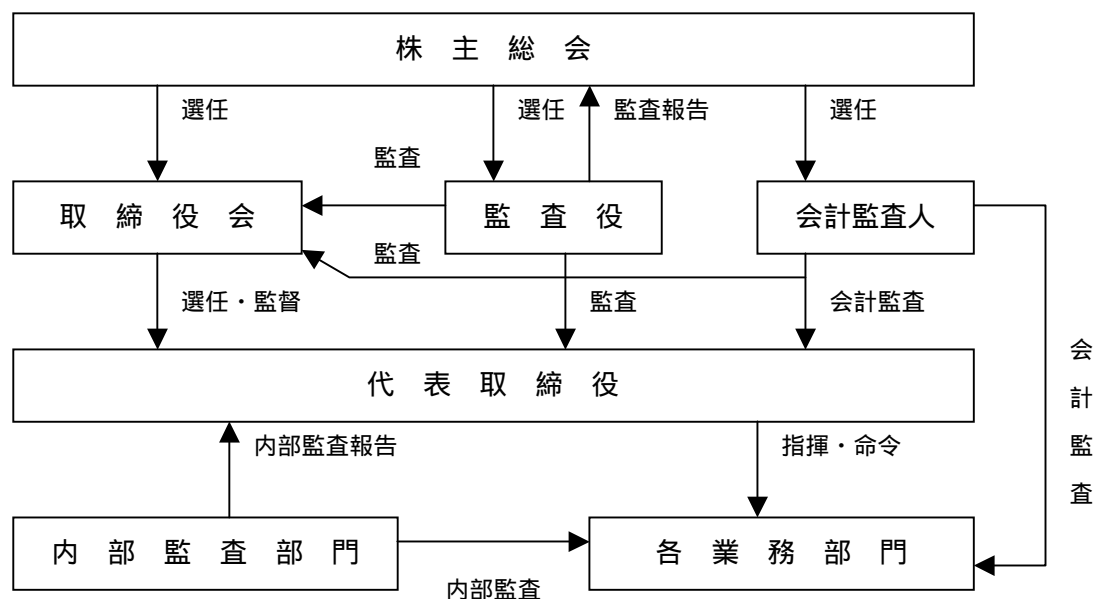 株主総会
選任
選任
監査報告
選任
監査
取締役会
監査役
会計監査人
監査
選任・監督
監査
会計監査
代表取締役
会計監査
内部監査報告
指揮・命令
内部監査部門
各業務部門
内部監査